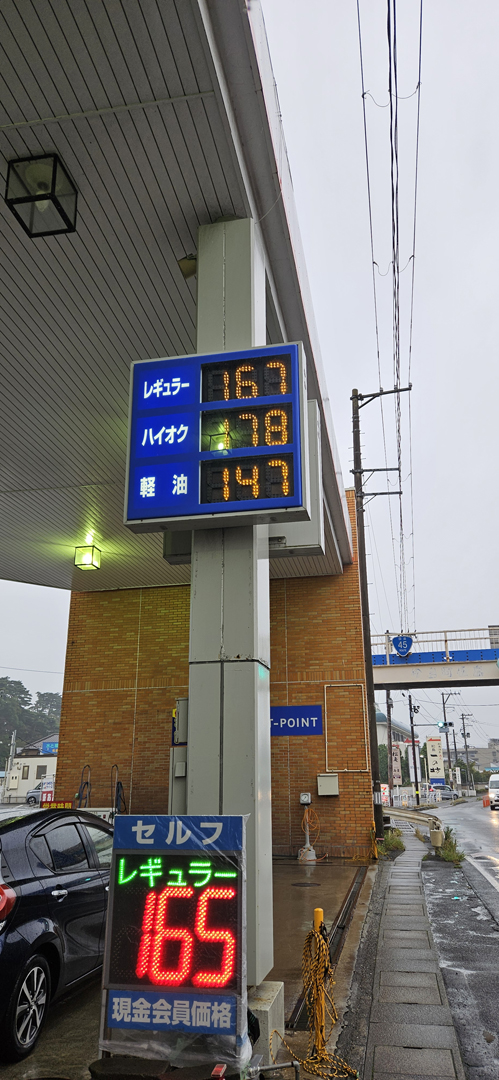 レギュラー 167
ハイオク 178
軽油 147
45
T-POINT
セルフ
レギュラー
165
現金会員価格